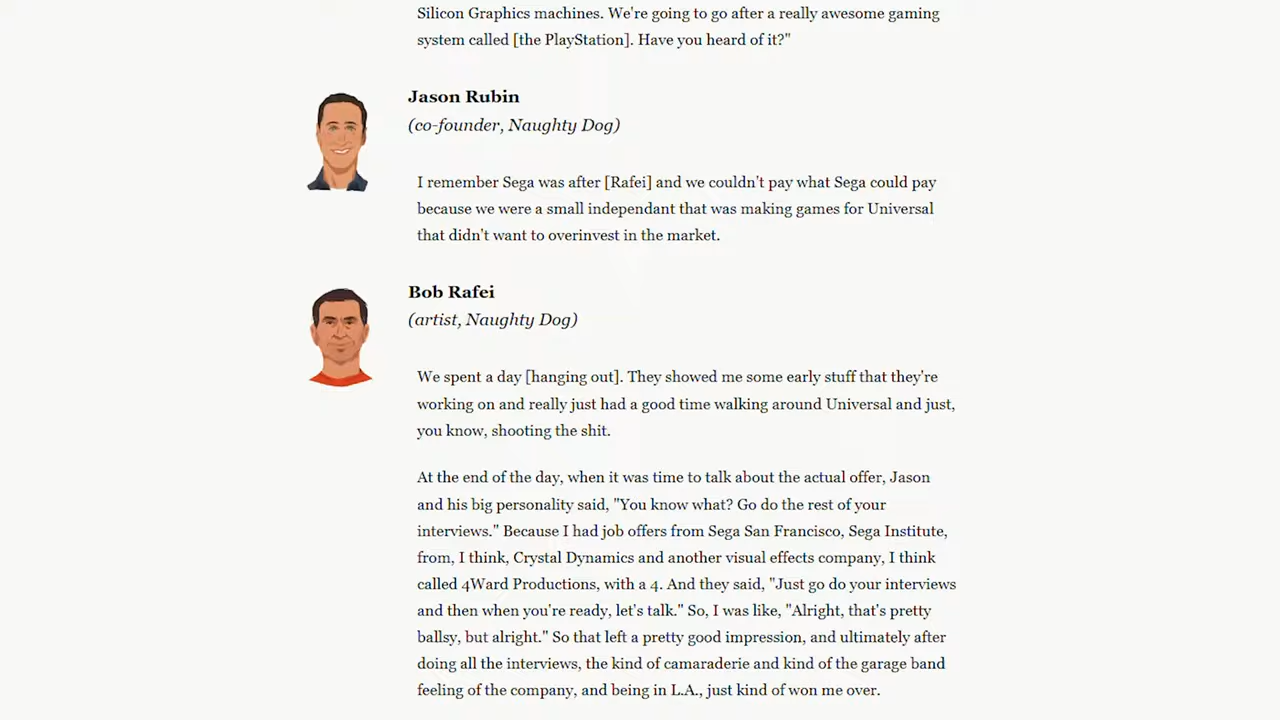 Silicon Graphics machines. We're going to go after a really awesome gaming
system called [the PlayStation]. Have you heard of it?"
Jason Rubin
(co-founder, Naughty Dog)
I remember Sega was after [Rafei] and we couldn't pay what Sega could pay
because we were a small independant that was making games for Universal
that didn't want to overinvest in the market.
Bob Rafei
(artist, Naughty Dog)
We spent a day [hanging out]. They showed me some early stuff that they're
working on and really just had a good time walking around Universal and just,
you know, shooting the shit.
At the end of the day, when it was time to talk about the actual offer, Jason
and his big personality said, "You know what? Go do the rest of your
interviews." Because I had job offers from Sega San Francisco, Sega Institute,
from, I think, Crystal Dynamics and another visual effects company, I think
called 4Ward Productions, with a 4. And they said, "Just go do your interviews
and then when you're ready, let's talk." So, I was like, "Alright, that's pretty
ballsy, but alright." So that left a pretty good impression, and ultimately after
doing all the interviews, the kind of camaraderie and kind of the garage band
feeling of the company, and being in L.A., just kind of won me over.